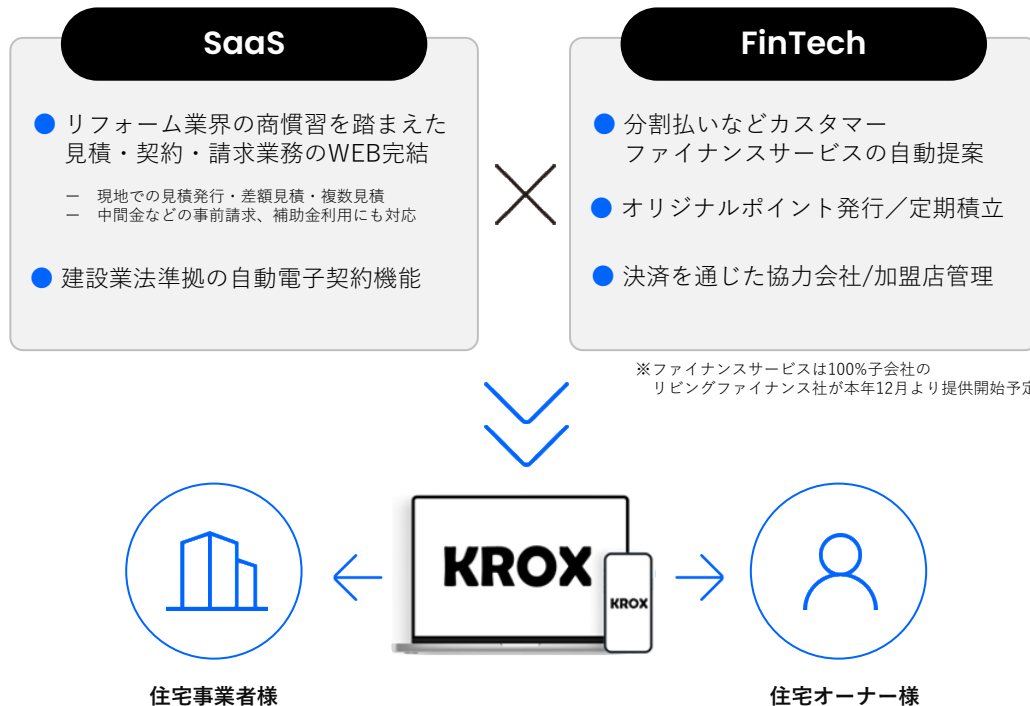 SaaS
● リフォーム業界の商慣習を踏まえた
見積・契約・請求業務のWEB完結
ー 現地での見積発行・差額見積・複数見積
ー 中間金などの事前請求、補助金利用にも対応
● 建設業法準拠の自動電子契約機能
FinTech
● 分割払いなどカスタマー
ファイナンスサービスの自動提案
● オリジナルポイント発行／定期積立
● 決済を通じた協力会社/加盟店管理
※ファイナンスサービスは100%子会社の
リビングファイナンス社が本年12月より提供開始予定
KROX
KROX
住宅事業者様
住宅オーナー様